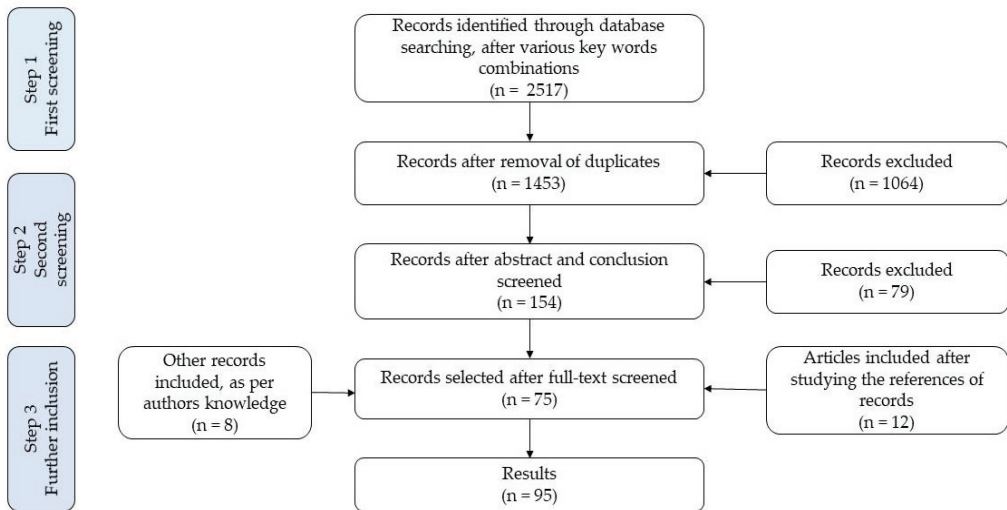 Step 1
First screening
Records identified through database
searching, after various key words
combinations
(n = 2517)
Records after removal of duplicates
(n = 1453)
Records excluded
(n = 1064)
Step 2
Second
screening
Records after abstract and conclusion
screened
(n = 154)
Records excluded
(n = 79)
Step 3
Further inclusion
Other records
included, as per
authors knowledge
(n = 8)
Records selected after full-text screened
(n = 75)
Articles included after
studying the references of
records
(n = 12)
Results
(n = 95)